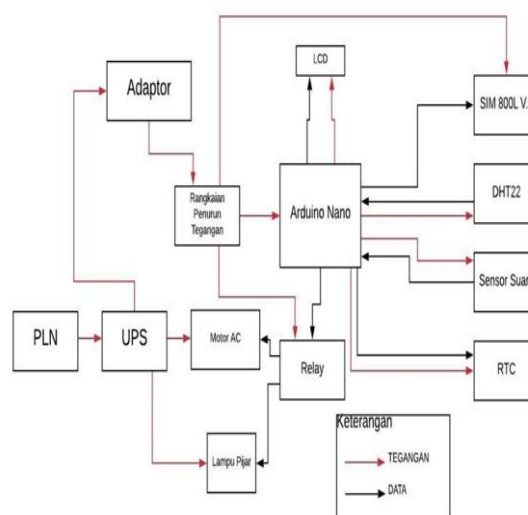 LCD
Adaptor
SIM 800L V.
Rangkaian
Penurun
Tegangan
Arduino Nano
DHT22
Sensor Suar
PLN
UPS
Motor AC
Relay
RTC
Lampu Pijar
Keterangan
TEGANGAN
DATA